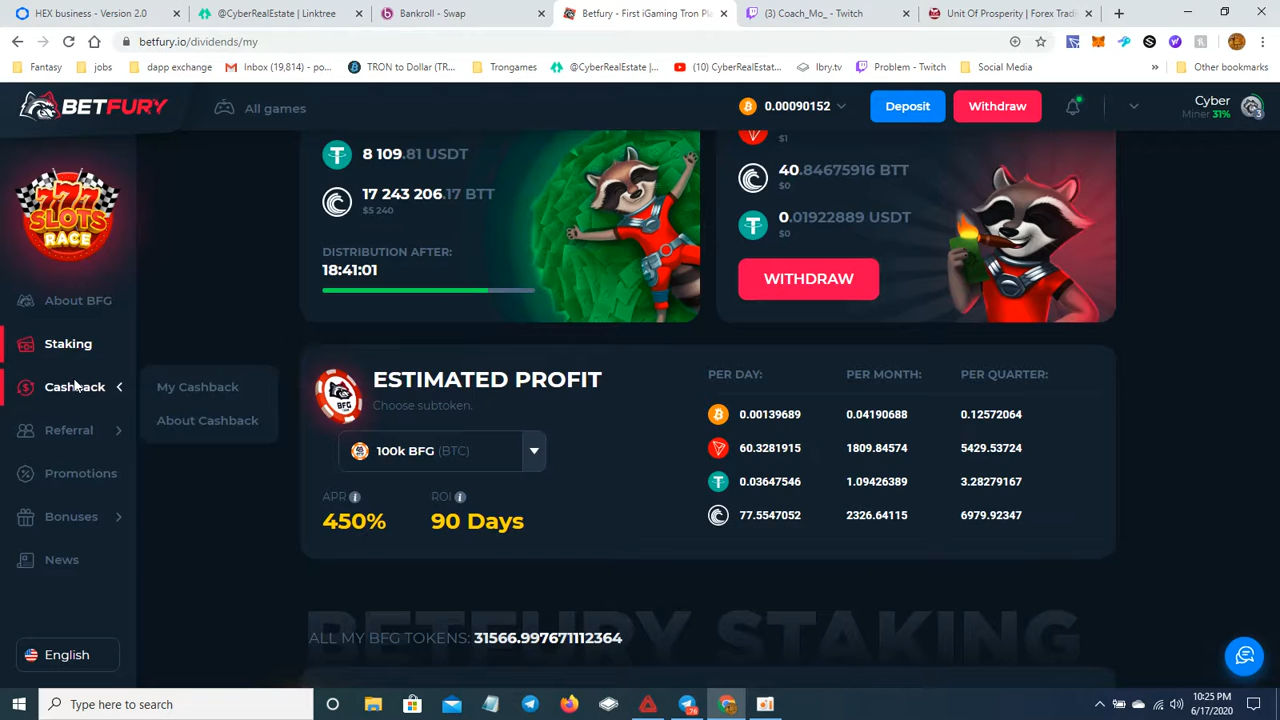 HEX business - Version 2.0
@CyberRealEstate | Linktree
Bankroll - Swap
Betfury - First iGaming Tron Pla
(3) Coach_Mo_ - Twitch
Unit Of Prosperity | Forex Tradi
betfury.io/dividends/my
Fantasy
jobs
dapp exchange
Inbox (19,814) - po...
TRON to Dollar (TR...
Trongames
@CyberRealEstate |...
(10) CyberRealEstat...
lbry.tv
Problem - Twitch
Social Media
»
Other bookmarks
BETFURY
All games
0.00090152
Deposit
Withdraw
Cyber
Miner 31%
3
777
SLOTS
RACE
About BFG
Staking
Cashback
My Cashback
About Cashback
Referral
Promotions
Bonuses
News
English
8 109.81 USDT
17 243 206.17 BTT
$5 240
DISTRIBUTION AFTER:
18:41:01
$1
40.84675916 BTT
$0
0.01922889 USDT
$0
WITHDRAW
BFG
ESTIMATED PROFIT
Choose subtoken.
100k BFG (BTC)
APR
ROI
450%
90 Days
PER DAY:
PER MONTH:
PER QUARTER:
0.00139689
0.04190688
0.12572064
60.3281915
1809.84574
5429.53724
0.03647546
1.09426389
3.28279167
77.5547052
2326.64115
6979.92347
BETFURY STAKING
ALL MY BFG TOKENS: 31566.997671112364
Type here to search
76
10:25 PM
6/17/2020